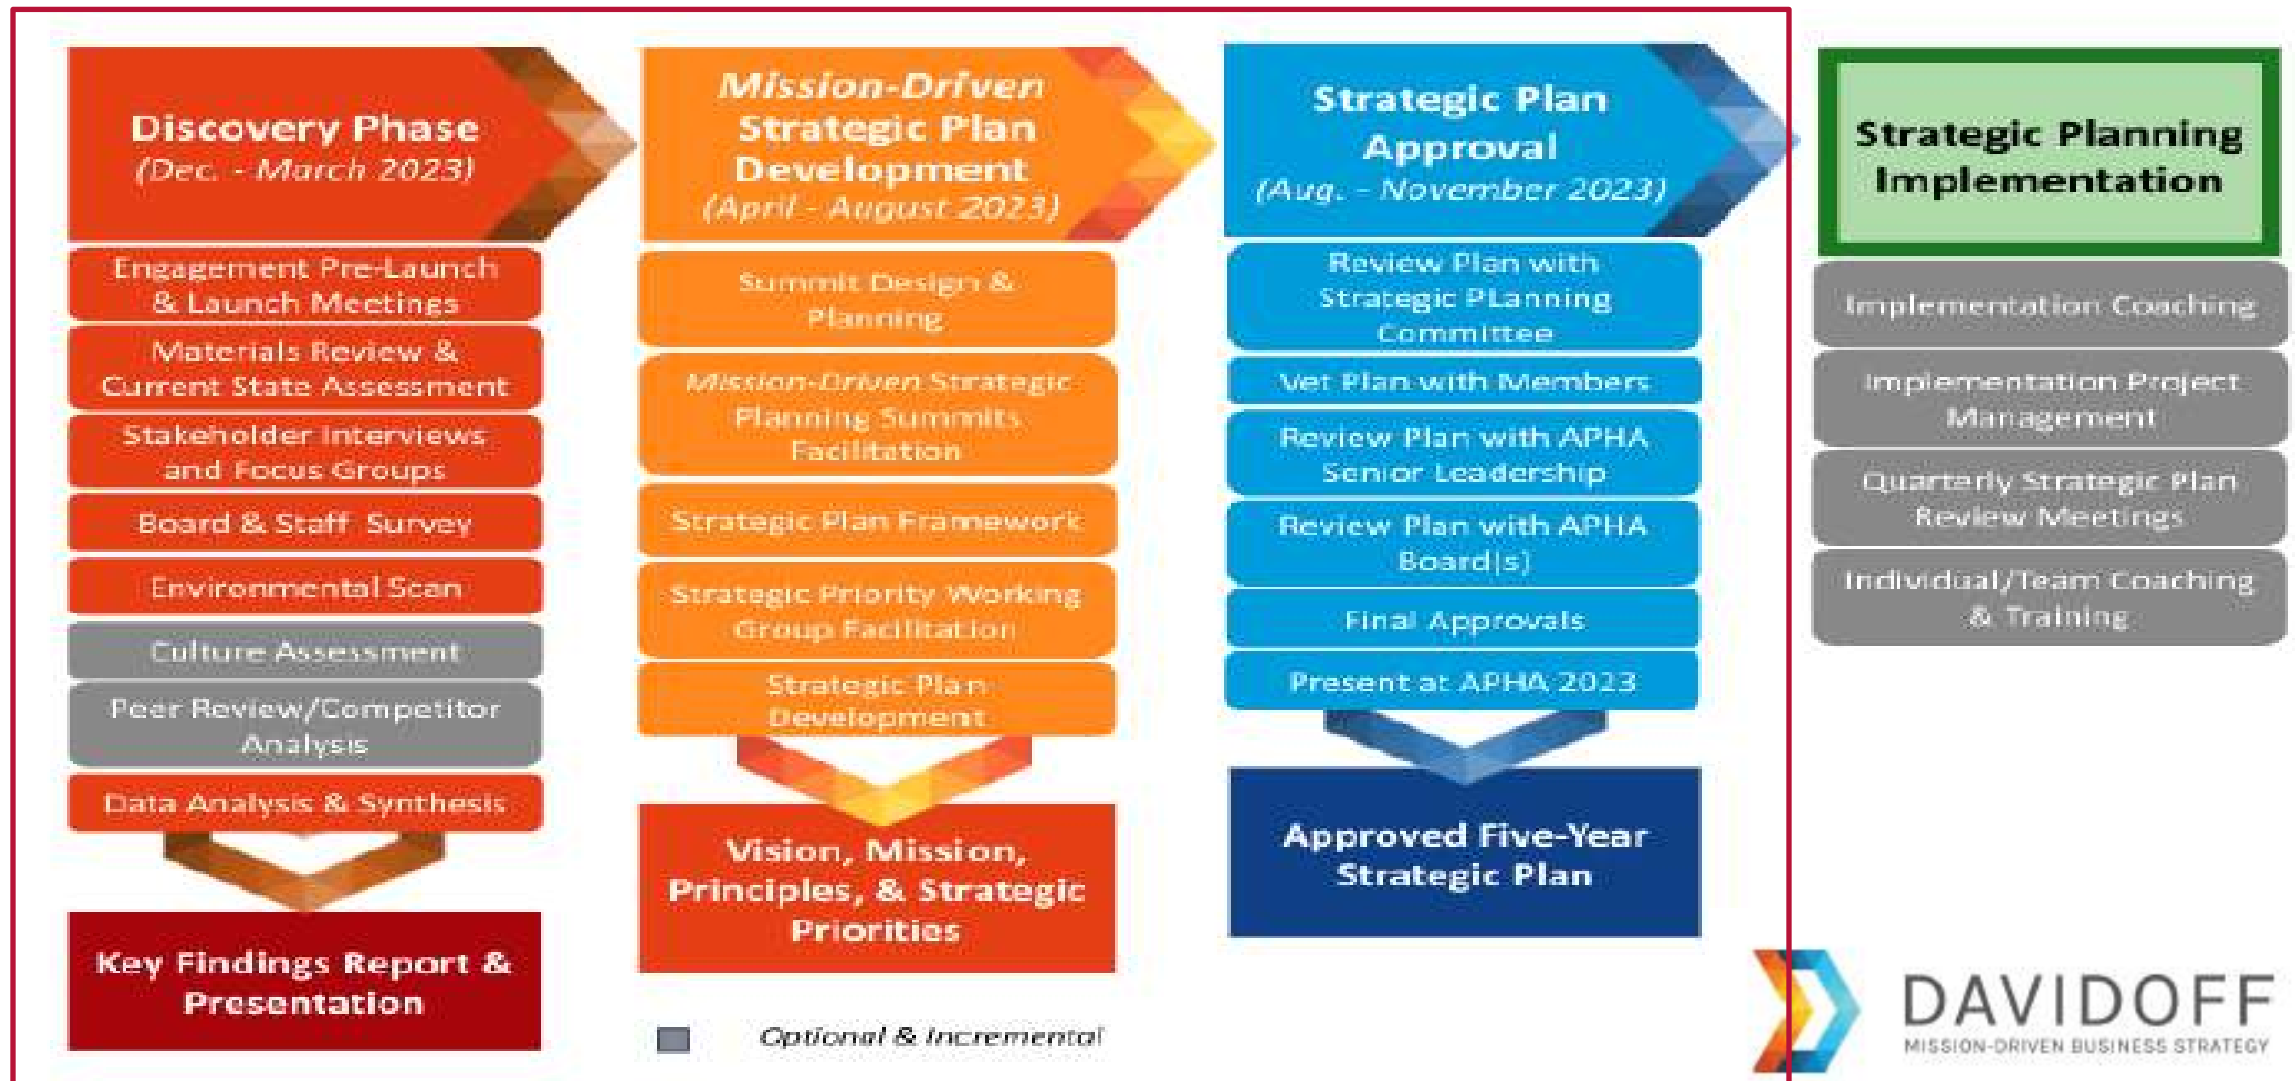 Discovery Phase
(Dec. - March 2023)
Engagement Pre-Launch
& Launch Meetings
Materials Review &
Current State Assessment
Stakeholder Interviews
and Focus Groups
Board & Staff Survey
Environmental Scan
Culture Assessment
Peer Review/Competitor
Analysis
Data Analysis & Synthesis
Key Findings Report &
Presentation
Mission-Driven
Strategic Plan
Development
(April - August 2023)
Summit Design &
Planning
Mission-Driven Strategic
Planning Summits
Facilitation
Strategic Plan Framework
Strategic Priority Working
Group Facilitation
Strategic Plan
Development
Vision, Mission,
Principles, & Strategic
Priorities
Optional & Incremental
Strategic Plan
Approval
(Aug. - November 2023)
Review Plan with
Strategic PLanning
Committee
Vet Plan with Members
Review Plan with APHA
Senior Leadership
Review Plan with APHA
Board(s)
Final Approvals
Present at APHA 2023
Approved Five-Year
Strategic Plan
Strategic Planning
Implementation
Implementation Coaching
Implementation Project
Management
Quarterly Strategic Plan
Review Meetings
Individual/Team Coaching
& Training
DAVIDOFF
MISSION-DRIVEN BUSINESS STRATEGY